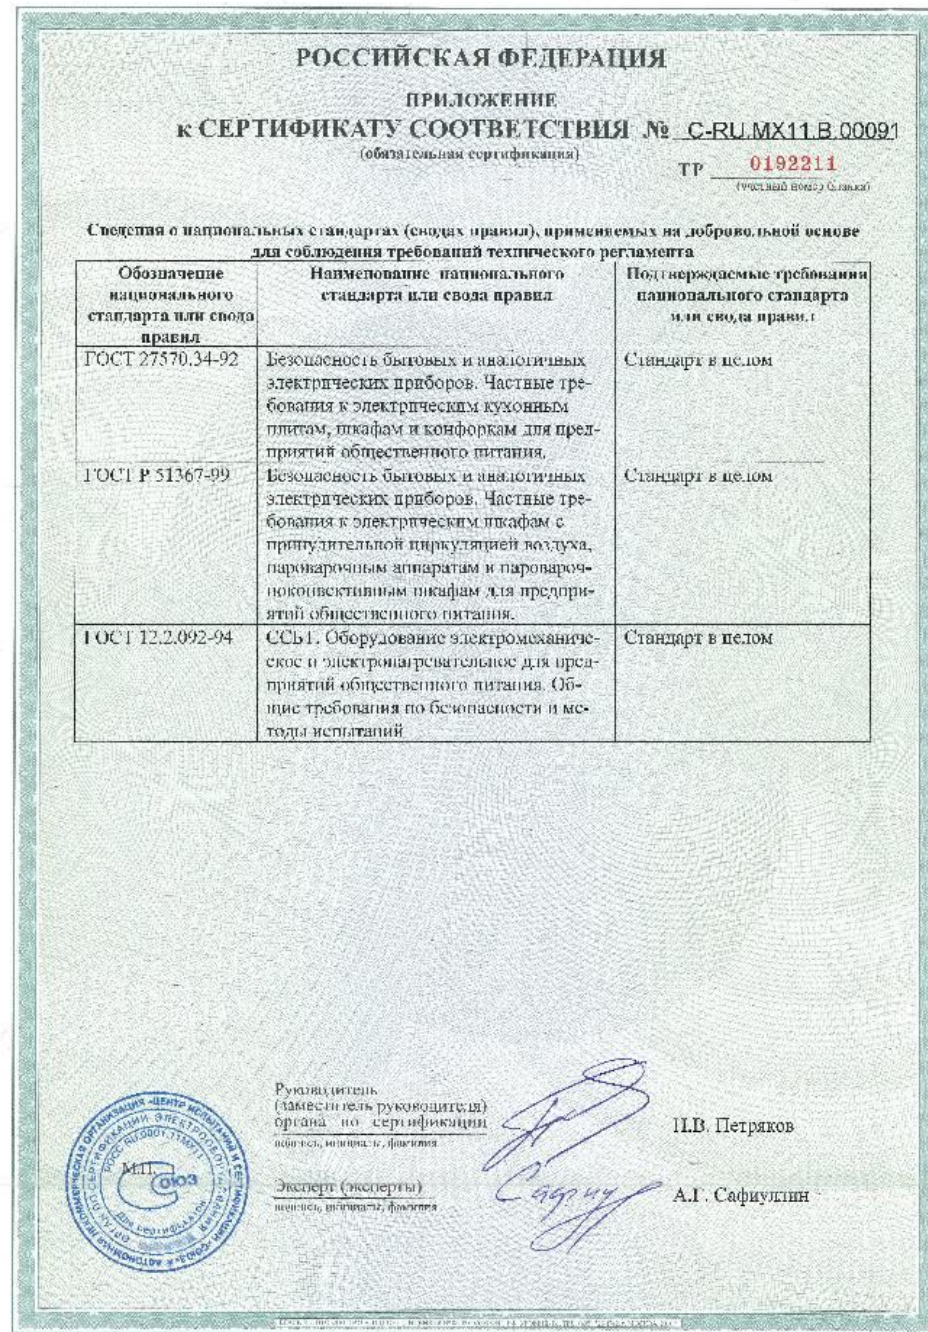 РОССИЙСКАЯ ФЕДЕРАЦИЯ
ПРИЛОЖЕНИЕ
к СЕРТИФИКАТУ СООТВЕТСТВИЯ № C-RU.MX11.B.00091
(обязательная сертификация)
ТР 0192211
(учетный номер бланка)
Сведения о национальных стандартах (сводах правил), применяемых на добровольной основе
для соблюдения требований технического регламента
Обозначение национального стандарта или свода правил
Наименование национального стандарта или свода правил
Подтверждаемые требования национального стандарта или свода правил
ГОСТ 27570.34-92
Безопасность бытовых и аналогичных
электрических приборов. Частные тре-
бования к электрическим кухонным
плитам, шкафам и конфоркам для пред-
приятий общественного питания.
Стандарт в целом
ГОСТ Р 51367-99
Безопасность бытовых и аналогичных
электрических приборов. Частные тре-
бования к электрическим шкафам с
принудительной циркуляцией воздуха,
пароварочным аппаратам и паровароч-
ноконвективным шкафам для предпри-
ятий общественного питания.
Стандарт в целом
ГОСТ 12.2.092-94
ССБТ. Оборудование электромеханиче-
ское и электронагревательное для пред-
приятий общественного питания. Об-
щие требования по безопасности и ме-
тоды испытаний
Стандарт в целом
Руководитель
(заместитель руководителя)
органа по сертификации
подпись, инициалы, фамилия
Н.В. Петряков
М.П.
СОЮЗ
Эксперт (эксперты)
подпись, инициалы, фамилия
А.Г. Сафиуллин